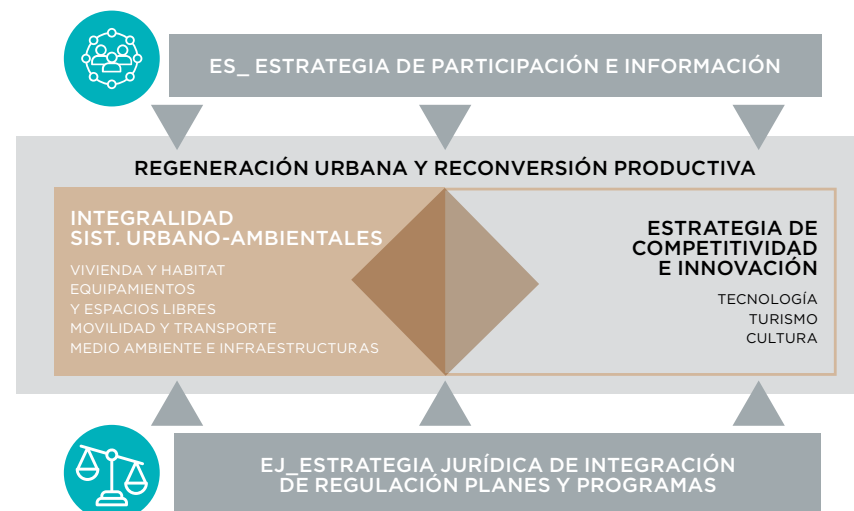 ES_ ESTRATEGIA DE PARTICIPACIÓN E INFORMACIÓN
REGENERACIÓN URBANA Y RECONVERSIÓN PRODUCTIVA
INTEGRALIDAD
SIST. URBANO-AMBIENTALES
VIVIENDA Y HABITAT
EQUIPAMIENTOS
Y ESPACIOS LIBRES
MOVILIDAD Y TRANSPORTE
MEDIO AMBIENTE E INFRAESTRUCTURAS
ESTRATEGIA DE
COMPETITIVIDAD
E INNOVACIÓN
TECNOLOGÍA
TURISMO
CULTURA
EJ_ESTRATEGIA JURÍDICA DE INTEGRACIÓN
DE REGULACIÓN PLANES Y PROGRAMAS